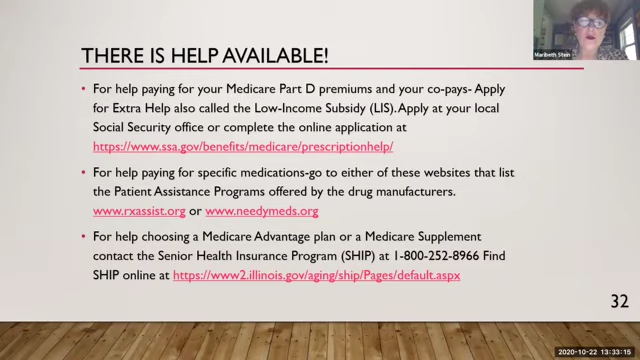 THERE IS HELP AVAILABLE!
Maribeth Stein
• For help paying for your Medicare Part D premiums and your co-pays- Apply
for Extra Help also called the Low-Income Subsidy (LIS). Apply at your local
Social Security office or complete the online application at
https://www.ssa.gov/benefits/medicare/prescriptionhelp/
• For help paying for specific medications-go to either of these websites that list
the Patient Assistance Programs offered by the drug manufacturers.
www.rxassist.org or www.needymeds.org
• For help choosing a Medicare Advantage plan or a Medicare Supplement
contact the Senior Health Insurance Program (SHIP) at 1-800-252-8966 Find
SHIP online at https://www2.illinois.gov/aging/ship/Pages/default.aspx
32
2020-10-22 13:33:15